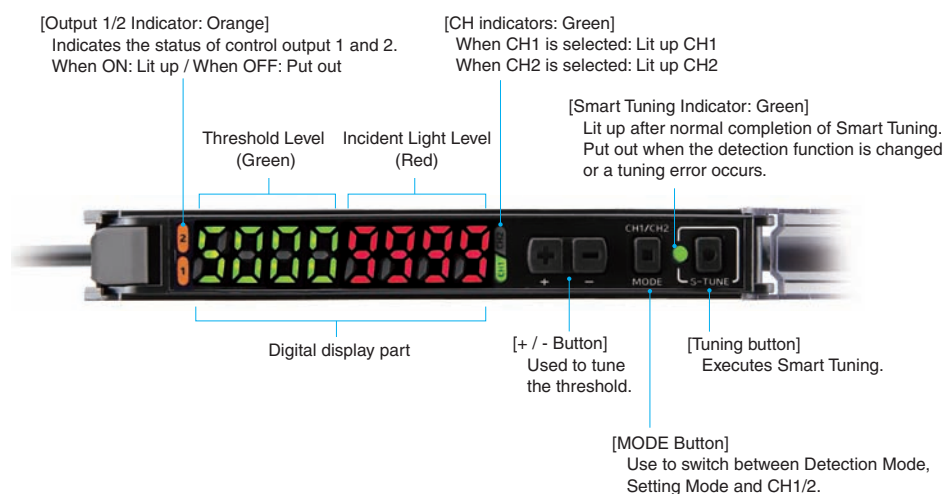 [Output 1/2 Indicator: Orange]
Indicates the status of control output 1 and 2.
When ON: Lit up / When OFF: Put out
[CH indicators: Green]
When CH1 is selected: Lit up CH1
When CH2 is selected: Lit up CH2
[Smart Tuning Indicator: Green]
Lit up after normal completion of Smart Tuning.
Put out when the detection function is changed
or a tuning error occurs.
Threshold Level
(Green)
Incident Light Level
(Red)
2
1
5000 9999
CH2
CH1
+ -
+ -
CH1/CH2
MODE
S-TUNE
Digital display part
[+ / - Button]
Used to tune
the threshold.
[Tuning button]
Executes Smart Tuning.
[MODE Button]
Use to switch between Detection Mode,
Setting Mode and CH1/2.